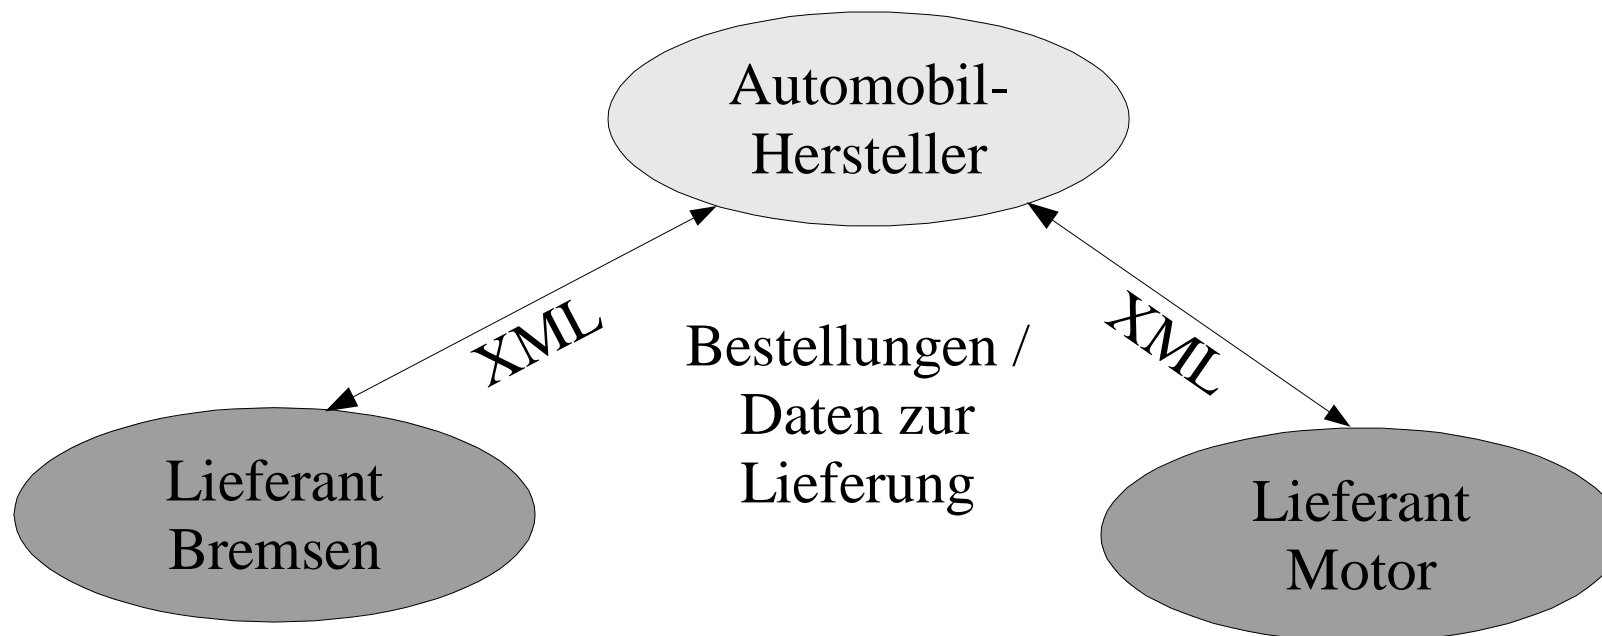 Automobil-
Hersteller
XML
XML
Bestellungen /
Daten zur
Lieferung
Lieferant
Bremsen
Lieferant
Motor